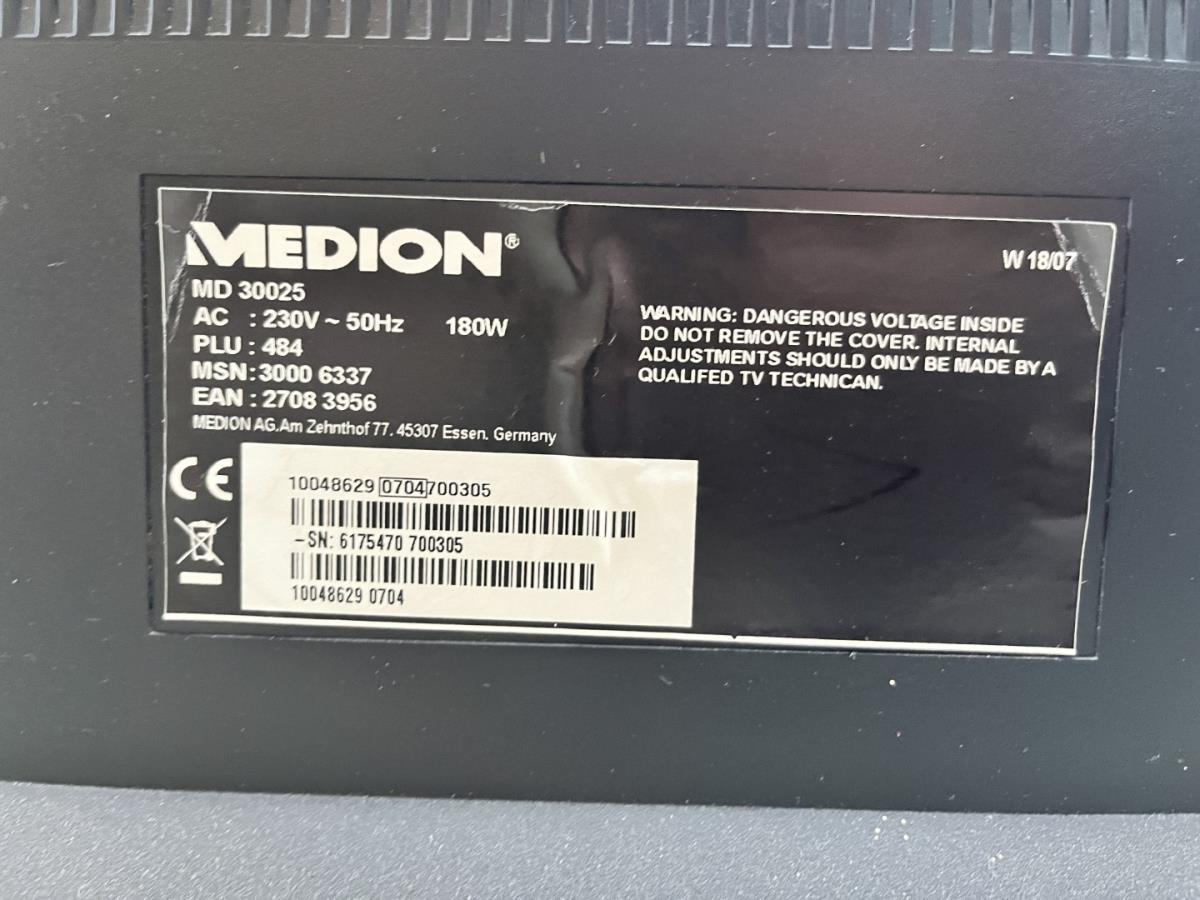 MEDION®
W 18/07
MD 30025
AC : 230V ~ 50Hz 180W
PLU : 484
MSN : 3000 6337
EAN : 2708 3956
MEDION AG.Am Zehnthof 77. 45307 Essen. Germany
WARNING: DANGEROUS VOLTAGE INSIDE
DO NOT REMOVE THE COVER. INTERNAL
ADJUSTMENTS SHOULD ONLY BE MADE BY A
QUALIFED TV TECHNICAN.
CE
10048629 0704 700305
-SN: 6175470 700305
10048629 0704